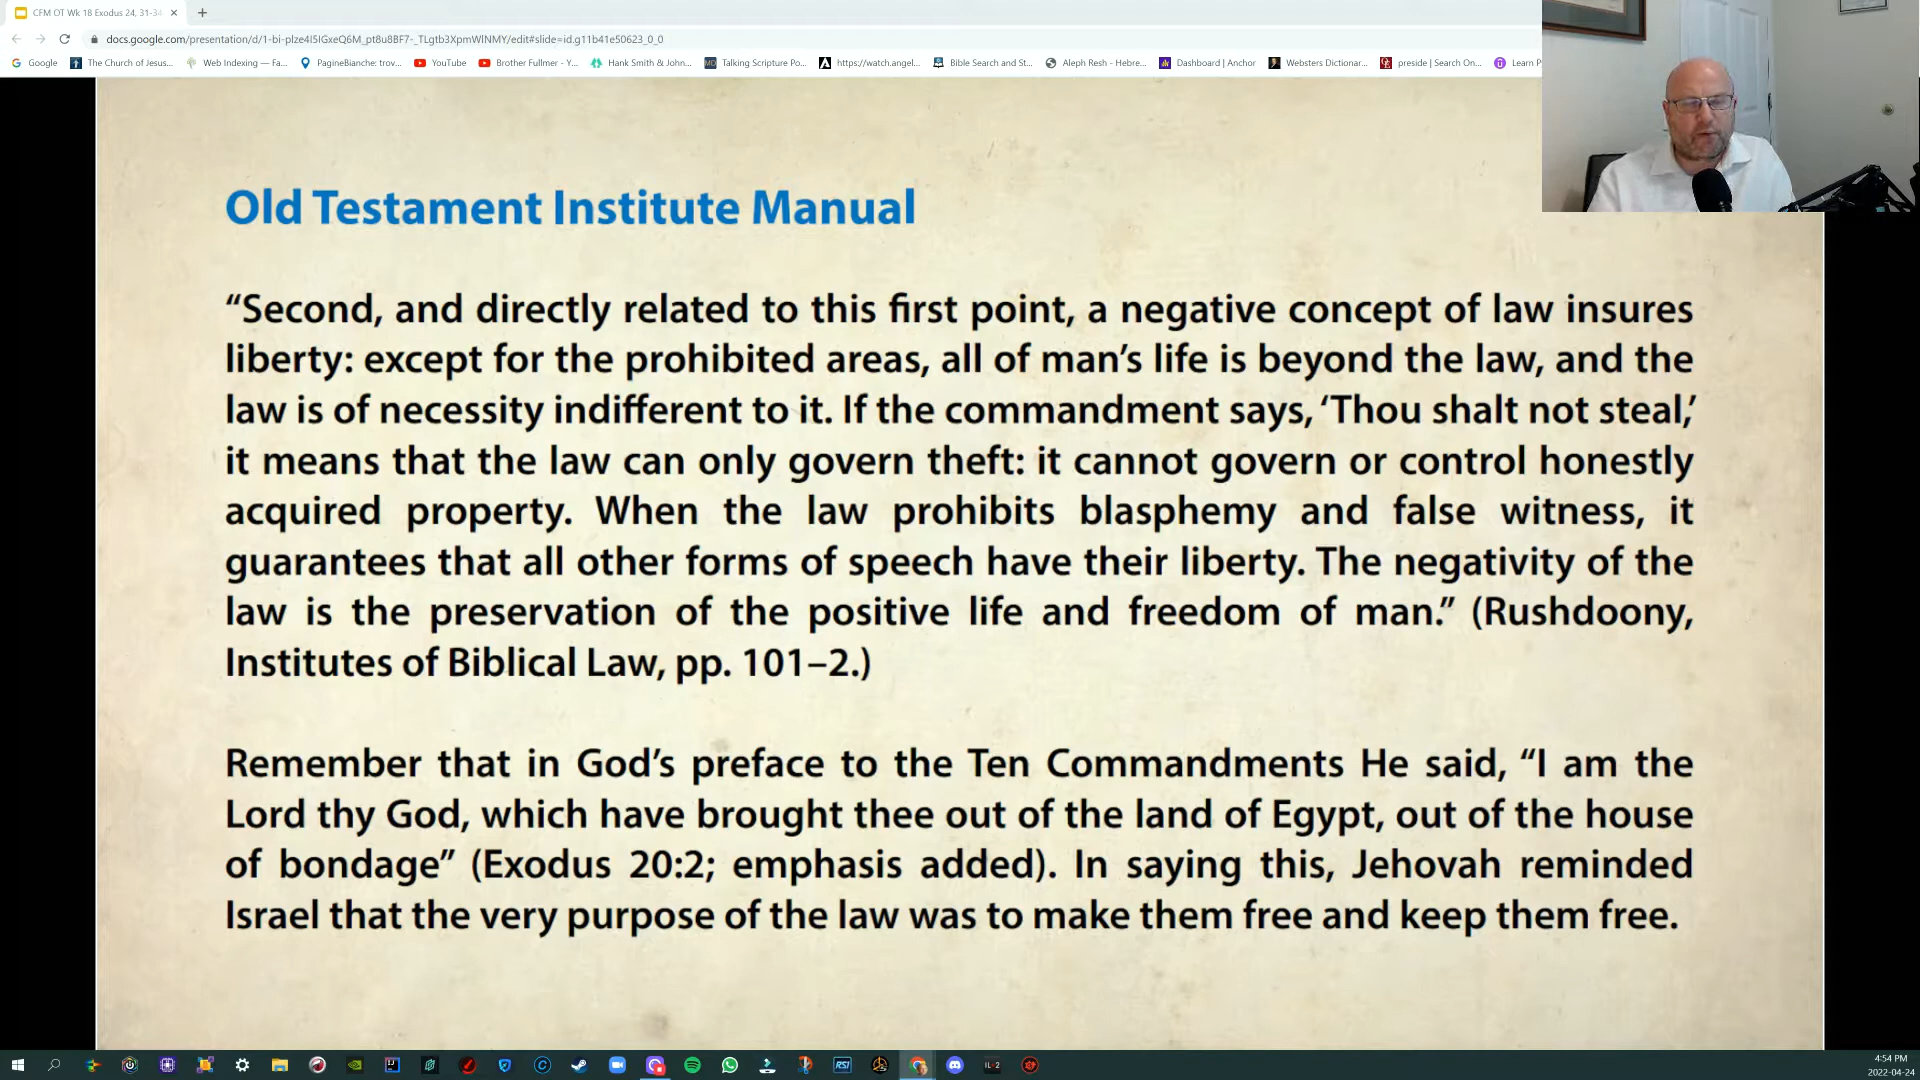 CFM OT Wk 18 Exodus 24, 31-34
docs.google.com/presentation/d/1-bi-plze4I5IGxeQ6M_pt8u8BF7-_TLgtb3XpmWlNMY/edit#slide=id.g11b41e50623_0_0
Google The Church of Jesus... Web Indexing — Fa... PagineBianche: trov... YouTube Brother Fullmer - Y... Hank Smith & John... Talking Scripture Po... https://watch.angel... Bible Search and St... Aleph Resh - Hebre... Dashboard | Anchor Websters Dictionar... preside | Search On... Learn P
Old Testament Institute Manual
“Second, and directly related to this first point, a negative concept of law insures
liberty: except for the prohibited areas, all of man’s life is beyond the law, and the
law is of necessity indifferent to it. If the commandment says, ‘Thou shalt not steal,’
it means that the law can only govern theft: it cannot govern or control honestly
acquired property. When the law prohibits blasphemy and false witness, it
guarantees that all other forms of speech have their liberty. The negativity of the
law is the preservation of the positive life and freedom of man.” (Rushdoony,
Institutes of Biblical Law, pp. 101–2.)
Remember that in God’s preface to the Ten Commandments He said, “I am the
Lord thy God, which have brought thee out of the land of Egypt, out of the house
of bondage” (Exodus 20:2; emphasis added). In saying this, Jehovah reminded
Israel that the very purpose of the law was to make them free and keep them free.
RSI
IL-2
4:54 PM
2022-04-24